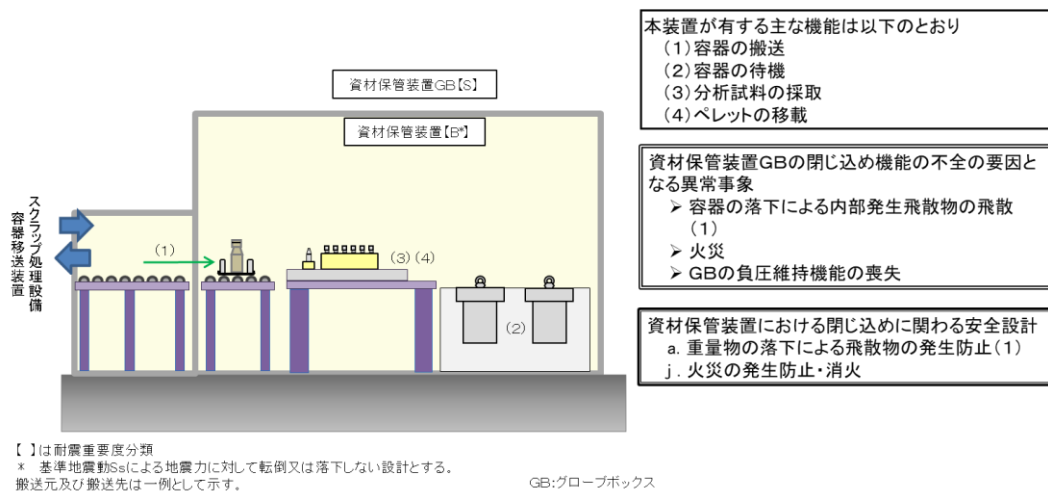 資材保管装置GB【S】
資材保管装置【B*】
スクラップ処理設備
容器移送装置
(1)
(3)(4)
(2)
【 】は耐震重要度分類
* 基準地震動Ssによる地震力に対して転倒又は落下しない設計とする。
搬送元及び搬送先は一例として示す。
GB:グローブボックス
本装置が有する主な機能は以下のとおり
(1)容器の搬送
(2)容器の待機
(3)分析試料の採取
(4)ペレットの移載
資材保管装置GBの閉じ込め機能の不全の要因と
なる異常事象
➢ 容器の落下による内部発生飛散物の飛散
(1)
➢ 火災
➢ GBの負圧維持機能の喪失
資材保管装置における閉じ込めに関わる安全設計
a. 重量物の落下による飛散物の発生防止(1)
j. 火災の発生防止・消火